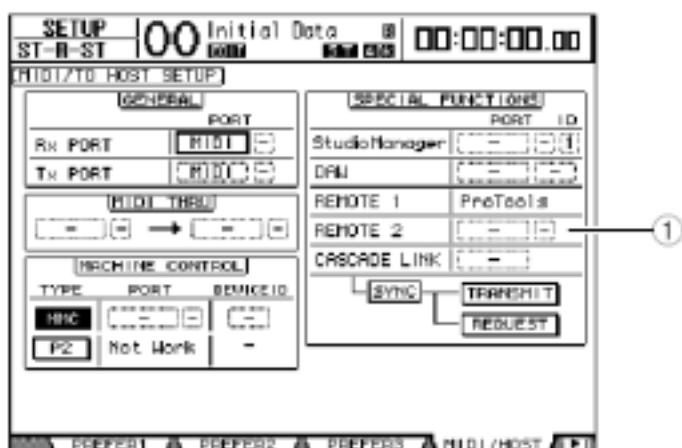 SETUP
ST-R-ST
00 Initial Data
EDIT
ST
00:00:00.00
MIDI/TO HOST SETUP
GENERAL
PORT
Rx PORT MIDI -
Tx PORT MIDI -
MIDI THRU
- - → - -
MACHINE CONTROL
TYPE PORT DEVICE ID
MMC - - -
P2 Not Work -
SPECIAL FUNCTIONS
PORT ID
StudioManager - - 1
DAW - -
REMOTE 1 ProTools
REMOTE 2 - -
CASCADE LINK -
SYNC TRANSMIT
REQUEST
1
PREFER1 PREFER2 PREFER3 MIDI/HOST